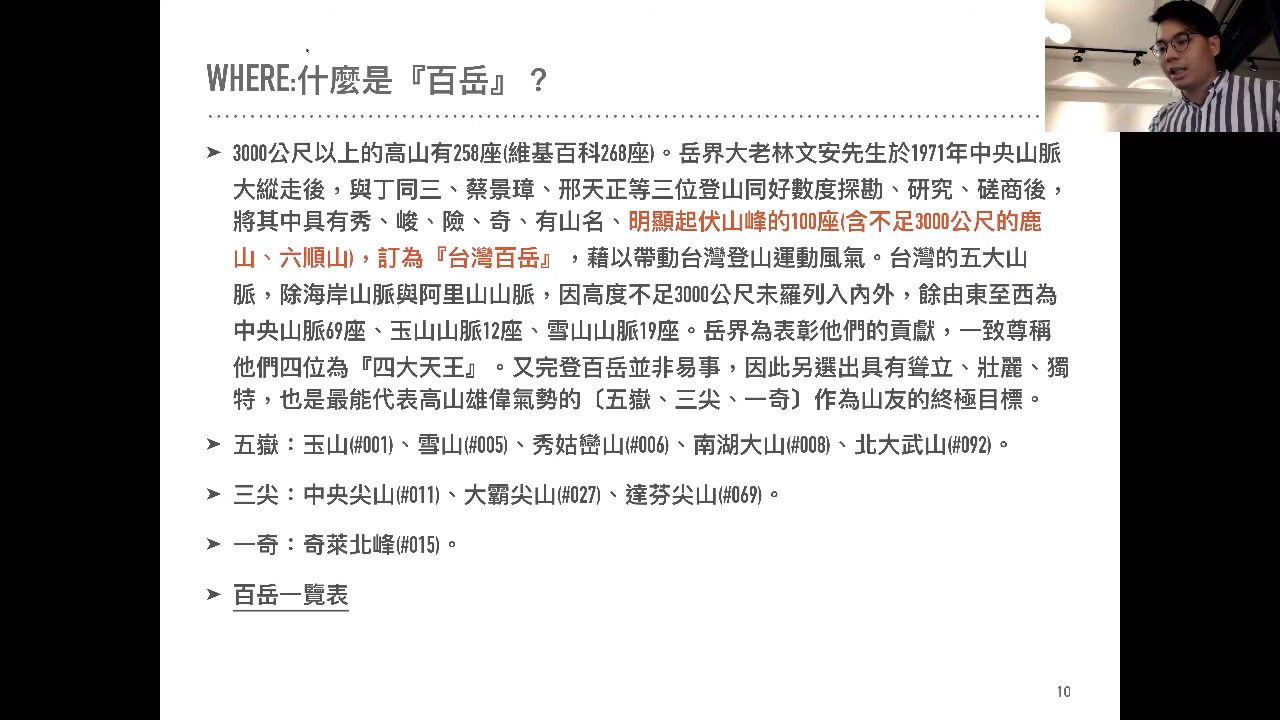 WHERE:什麼是『百岳』？
➤ 3000公尺以上的高山有258座(維基百科268座)。岳界大老林文安先生於1971年中央山脈
大縱走後，與丁同三、蔡景璋、邢天正等三位登山同好數度探勘、研究、磋商後，
將其中具有秀、峻、險、奇、有山名、明顯起伏山峰的100座(含不足3000公尺的鹿
山、六順山)，訂為『台灣百岳』，藉以帶動台灣登山運動風氣。台灣的五大山
脈，除海岸山脈與阿里山山脈，因高度不足3000公尺未羅列入內外，餘由東至西為
中央山脈69座、玉山山脈12座、雪山山脈19座。岳界為表彰他們的貢獻，一致尊稱
他們四位為『四大天王』。又完登百岳並非易事，因此另選出具有聳立、壯麗、獨
特，也是最能代表高山雄偉氣勢的〔五嶽、三尖、一奇〕作為山友的終極目標。
➤ 五嶽：玉山(#001)、雪山(#005)、秀姑巒山(#006)、南湖大山(#008)、北大武山(#092)。
➤ 三尖：中央尖山(#011)、大霸尖山(#027)、達芬尖山(#069)。
➤ 一奇：奇萊北峰(#015)。
➤ 百岳一覽表
10